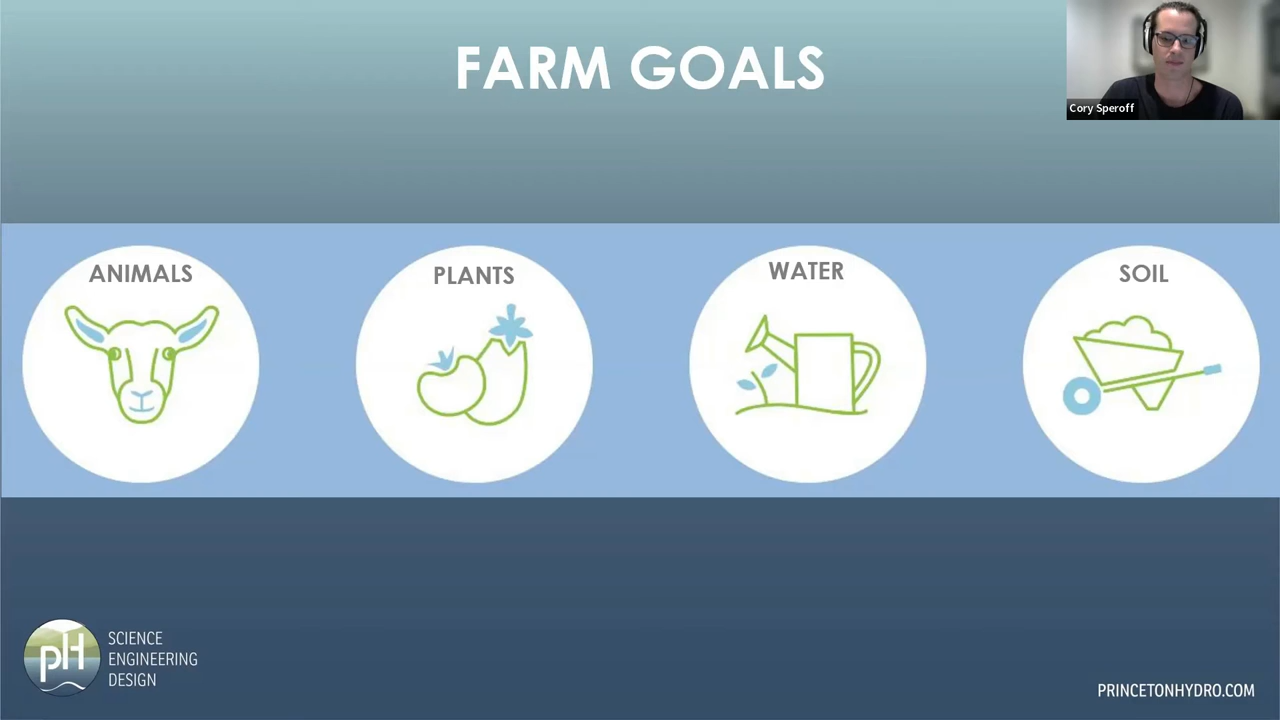 FARM GOALS
Cory Speroff
ANIMALS
PLANTS
WATER
SOIL
pH
SCIENCE
ENGINEERING
DESIGN
PRINCETONHYDRO.COM